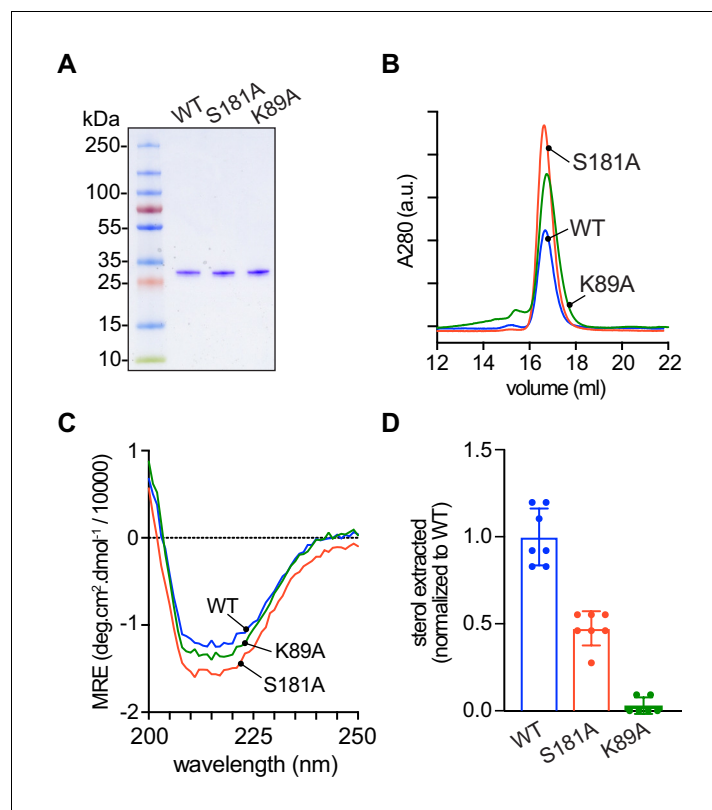 A
kDa
WT
S181A
K89A
250
100
55
35
25
15
10
B
A280 (a.u.)
S181A
WT
K89A
12 14 16 18 20 22
volume (ml)
C
MRE (deg.cm².dmol⁻¹ / 10000)
1
0
-1
-2
WT
K89A
S181A
200 225 250
wavelength (nm)
D
sterol extracted
(normalized to WT)
1.5
1.0
0.5
0.0
WT
S181A
K89A